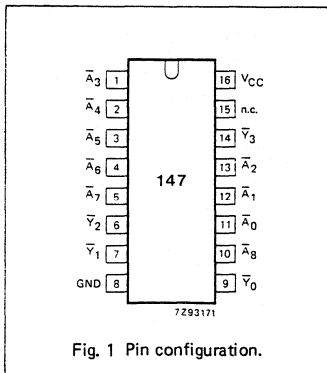 A̅3 1 16 VCC
A̅4 2 15 n.c.
A̅5 3 14 Y̅3
A̅6 4 13 A̅2
147
A̅7 5 12 A̅1
Y̅2 6 11 A̅0
Y̅1 7 10 A̅8
GND 8 9 Y̅0
7Z93171
Fig. 1 Pin configuration.